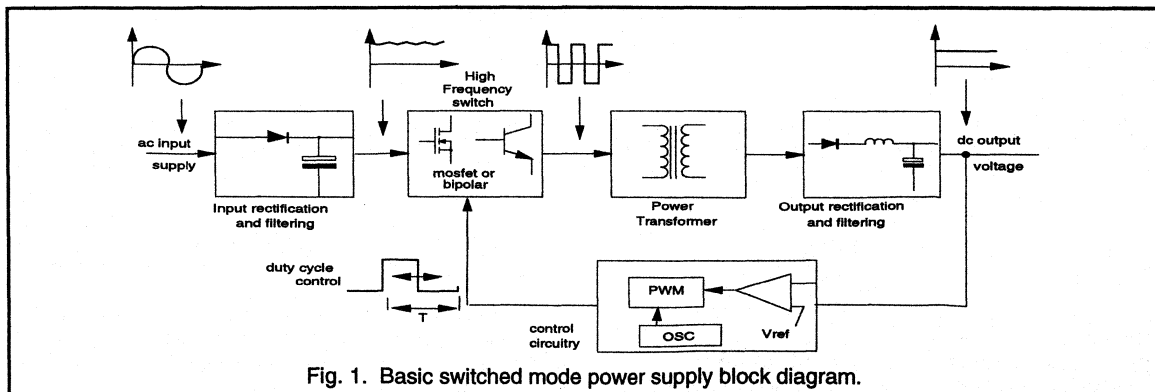 High
Frequency
switch
ac input
supply
mosfet or
bipolar
dc output
voltage
Input rectification
and filtering
Power
Transformer
Output rectification
and filtering
duty cycle
control
T
PWM
OSC
Vref
control
circuitry
Fig. 1. Basic switched mode power supply block diagram.